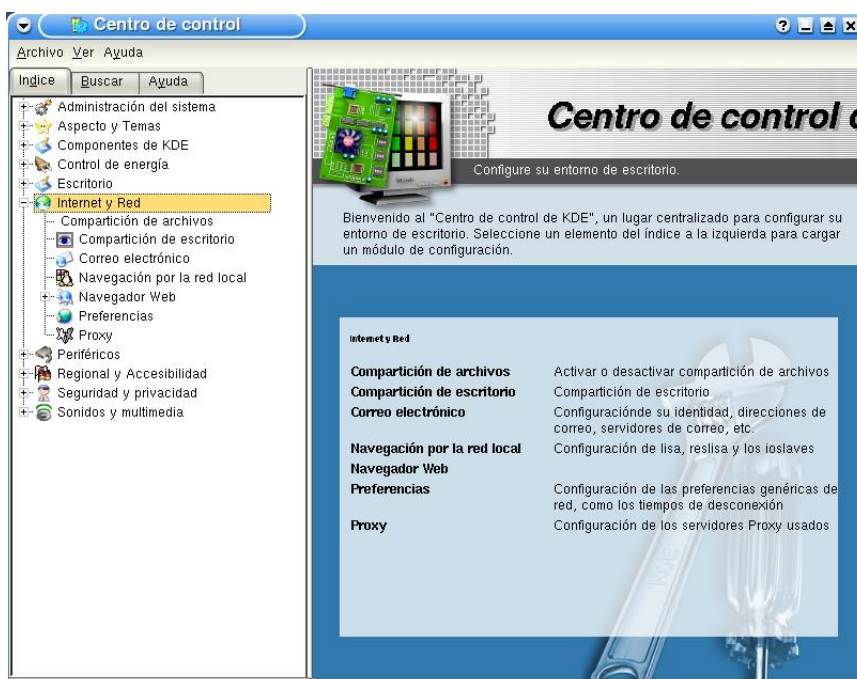 Centro de control
Archivo Ver Ayuda
Indice Buscar Ayuda
Administración del sistema
Aspecto y Temas
Componentes de KDE
Control de energía
Escritorio
Internet y Red
Compartición de archivos
Compartición de escritorio
Correo electrónico
Navegación por la red local
Navegador Web
Preferencias
Proxy
Periféricos
Regional y Accesibilidad
Seguridad y privacidad
Sonidos y multimedia
Centro de control
Configure su entorno de escritorio.
Bienvenido al "Centro de control de KDE", un lugar centralizado para configurar su
entorno de escritorio. Seleccione un elemento del índice a la izquierda para cargar
un módulo de configuración.
Internet y Red
Compartición de archivos Activar o desactivar compartición de archivos
Compartición de escritorio Compartición de escritorio
Correo electrónico Configuraciónde su identidad, direcciones de
correo, servidores de correo, etc.
Navegación por la red local Configuración de lisa, reslisa y los ioslaves
Navegador Web
Preferencias Configuración de las preferencias genéricas de
red, como los tiempos de desconexión
Proxy Configuración de los servidores Proxy usados